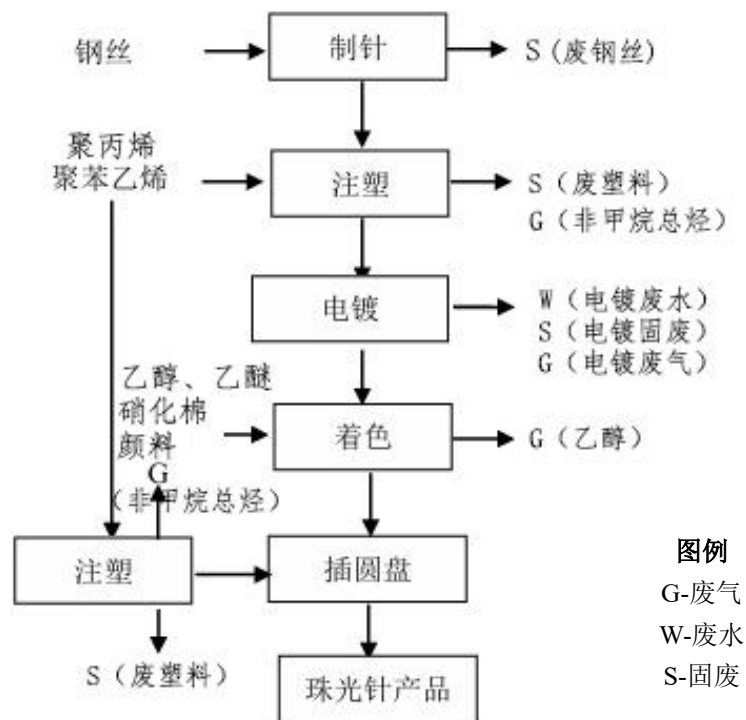 钢丝
制针
S（废钢丝）
聚丙烯
聚苯乙烯
注塑
S（废塑料）
G（非甲烷总烃）
电镀
W（电镀废水）
S（电镀固废）
G（电镀废气）
乙醇、乙醚
硝化棉
颜料
着色
G（乙醇）
G
（非甲烷总烃）
注塑
插圆盘
S（废塑料）
珠光针产品
图例
G-废气
W-废水
S-固废